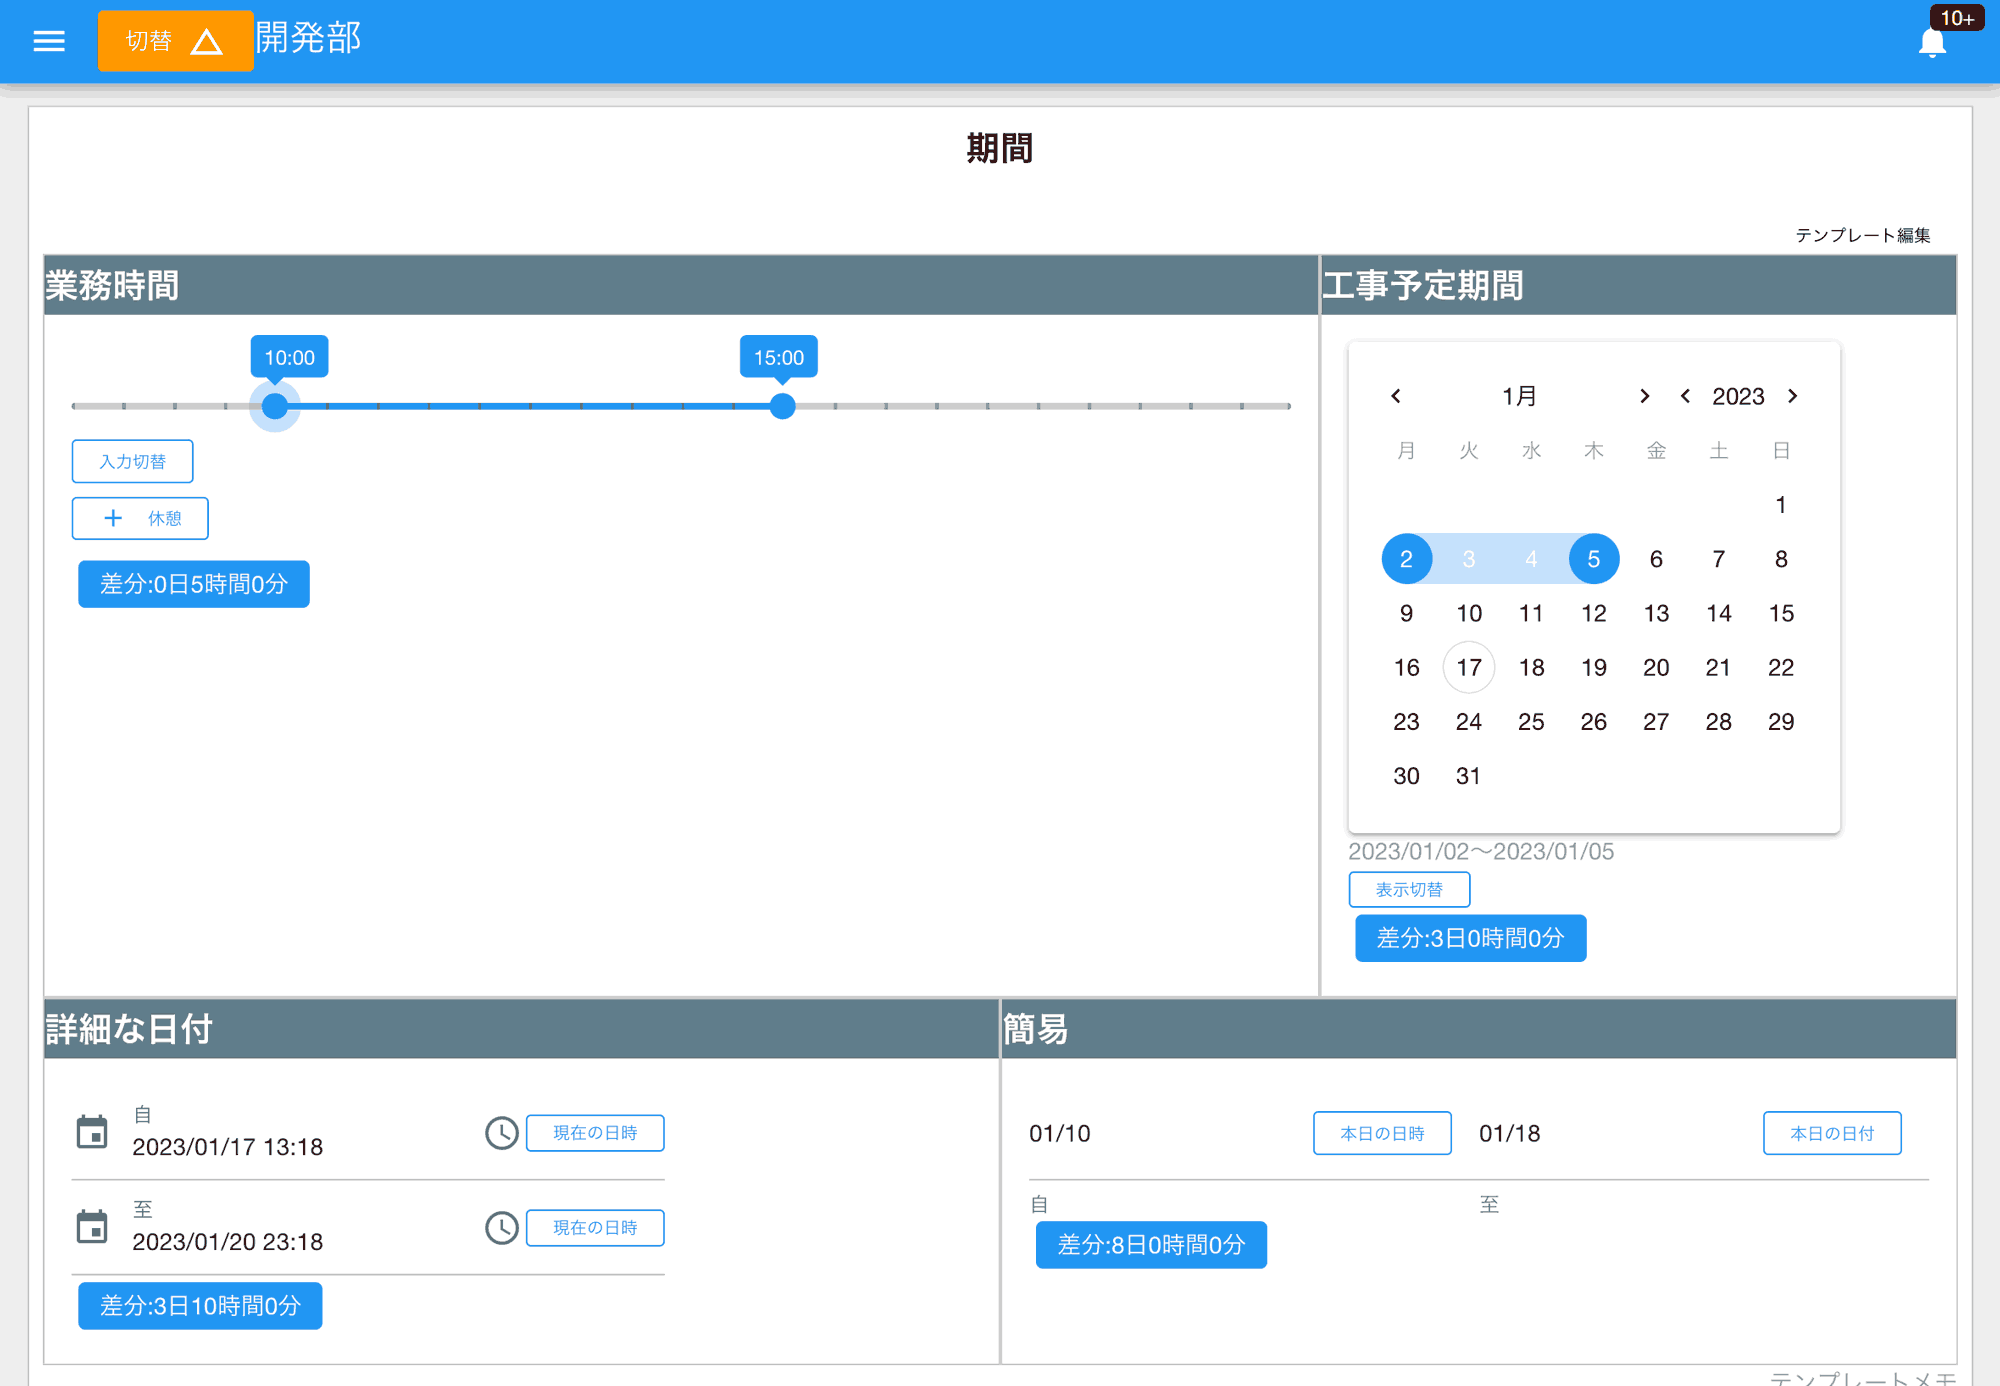 切替 開発部 10+
期間
テンプレート編集
業務時間
10:00 15:00
入力切替
休憩
差分:0日5時間0分
工事予定期間
1月 2023
月 火 水 木 金 土 日
1
2 3 4 5 6 7 8
9 10 11 12 13 14 15
16 17 18 19 20 21 22
23 24 25 26 27 28 29
30 31
2023/01/02〜2023/01/05
表示切替
差分:3日0時間0分
詳細な日付
自
2023/01/17 13:18 現在の日時
至
2023/01/20 23:18 現在の日時
差分:3日10時間0分
簡易
01/10 本日の日時 01/18 本日の日付
自 至
差分:8日0時間0分
テンプレートメモ